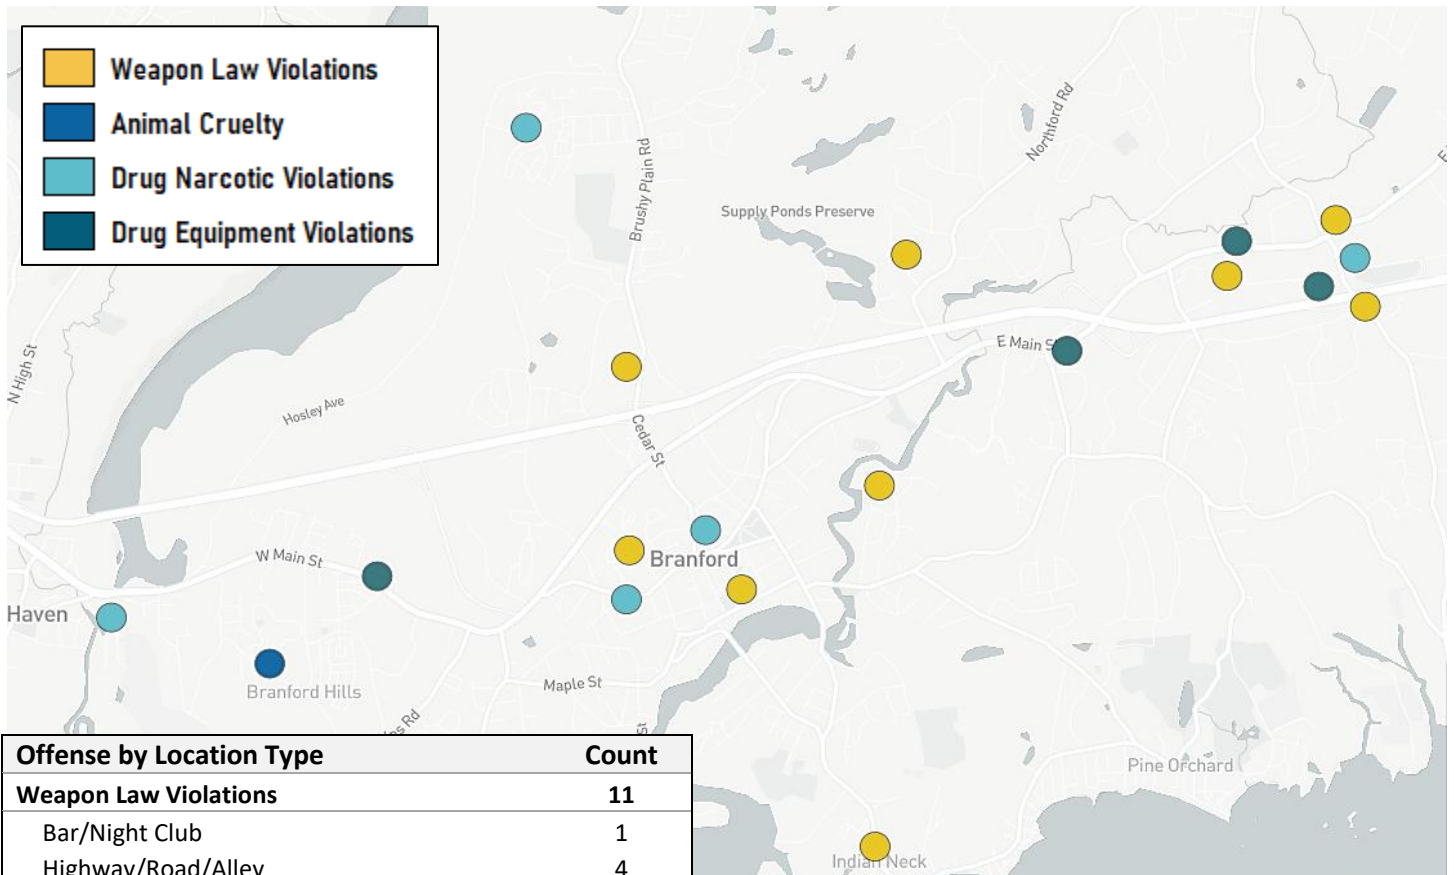 Weapon Law Violations
Animal Cruelty
Drug Narcotic Violations
Drug Equipment Violations
Brushy Plain Rd
Northford Rd
Supply Ponds Preserve
N High St
Hosley Ave
E Main S
Cedar St
W Main St
Branford
Haven
Branford Hills
Maple St
Rd
St
Pine Orchard
Indian Neck
Offense by Location Type Count
Weapon Law Violations 11
Bar/Night Club 1
Highway/Road/Alley 4